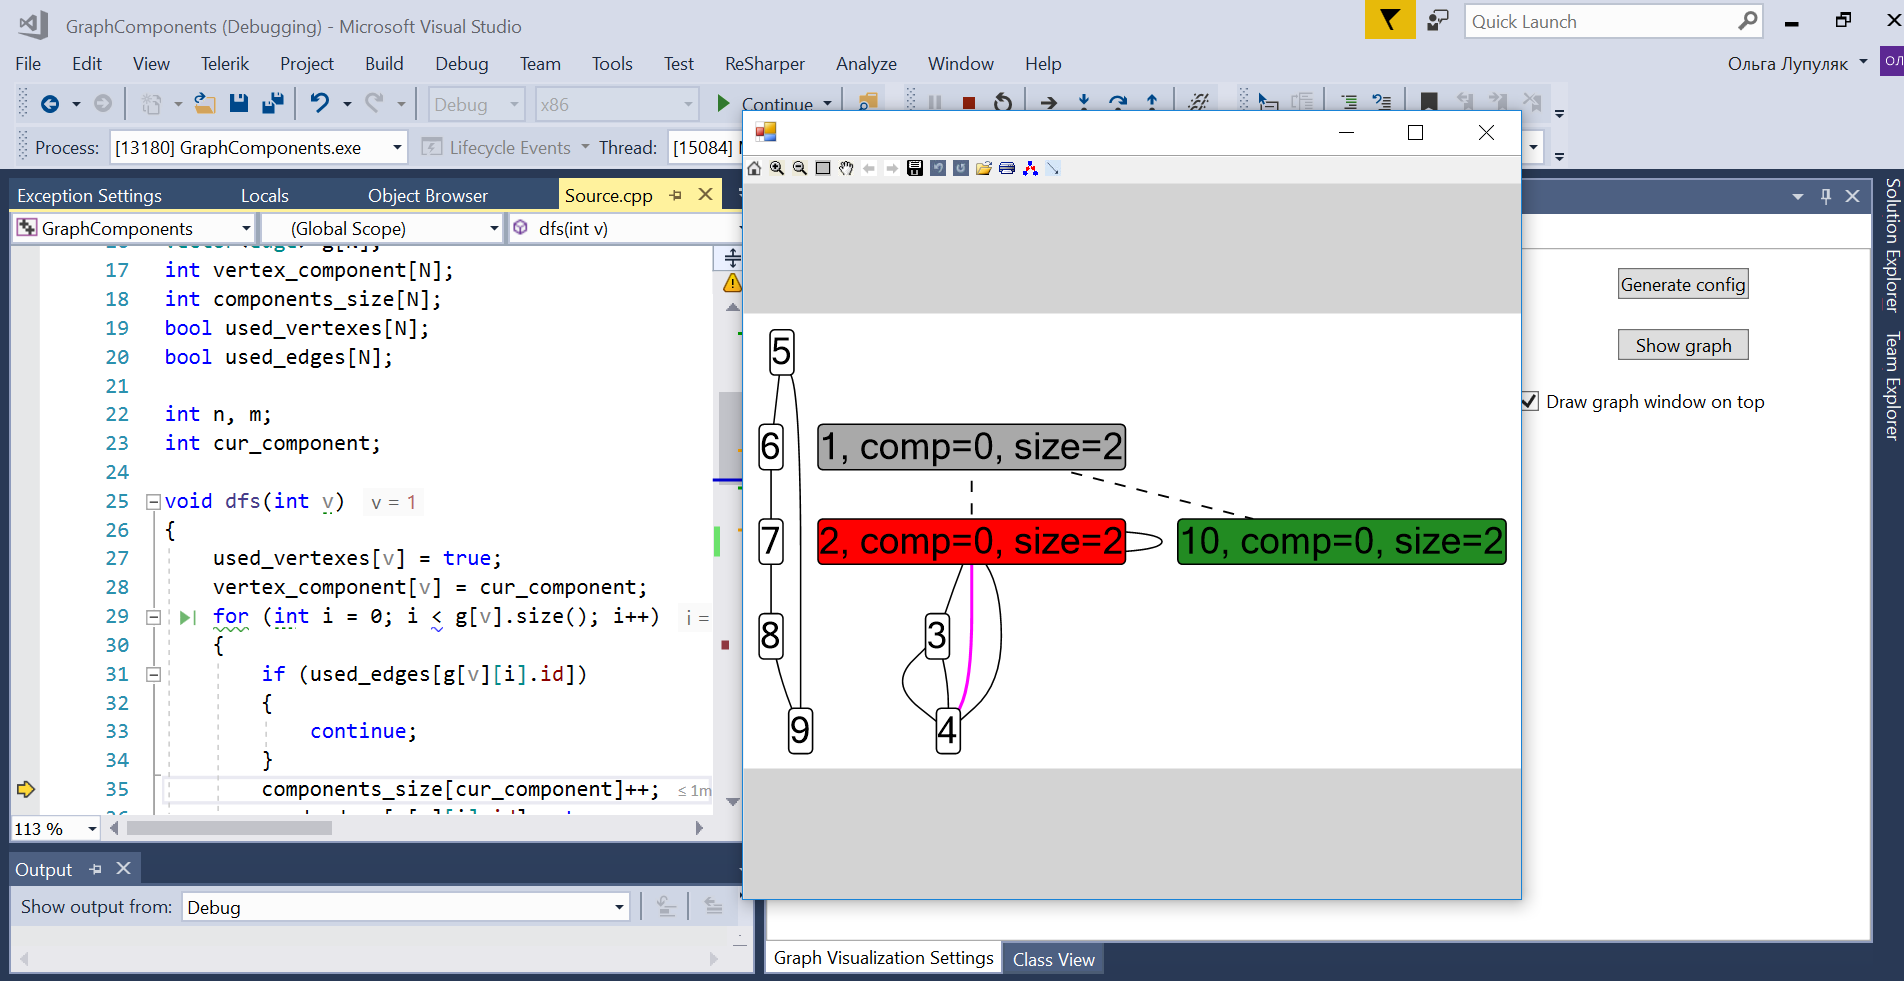 GraphComponents (Debugging) - Microsoft Visual Studio
Quick Launch
File Edit View Telerik Project Build Debug Team Tools Test ReSharper Analyze Window Help
Ольга Лупуляк
ОЛ
Debug x86 Continue
Process: [13180] GraphComponents.exe Lifecycle Events Thread: [15084]
Exception Settings Locals Object Browser Source.cpp
GraphComponents (Global Scope) dfs(int v)
17 int vertex_component[N];
18 int components_size[N];
19 bool used_vertexes[N];
20 bool used_edges[N];
21
22 int n, m;
23 int cur_component;
24
25 void dfs(int v) v = 1
26 {
27 used_vertexes[v] = true;
28 vertex_component[v] = cur_component;
29 for (int i = 0; i < g[v].size(); i++) i =
30 {
31 if (used_edges[g[v][i].id])
32 {
33 continue;
34 }
35 components_size[cur_component]++; ≤ 1m
113 %
Output
Show output from: Debug
5
6
1, comp=0, size=2
7
2, comp=0, size=2
10, comp=0, size=2
8
3
9
4
Generate config
Show graph
Draw graph window on top
Graph Visualization Settings Class View
Solution Explorer
Team Explorer